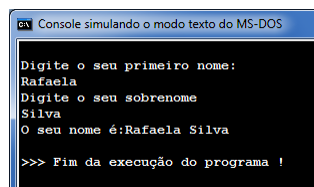 Console simulando o modo texto do MS-DOS
Digite o seu primeiro nome:
Rafaela
Digite o seu sobrenome
Silva
O seu nome é:Rafaela Silva
>>> Fim da execução do programa !